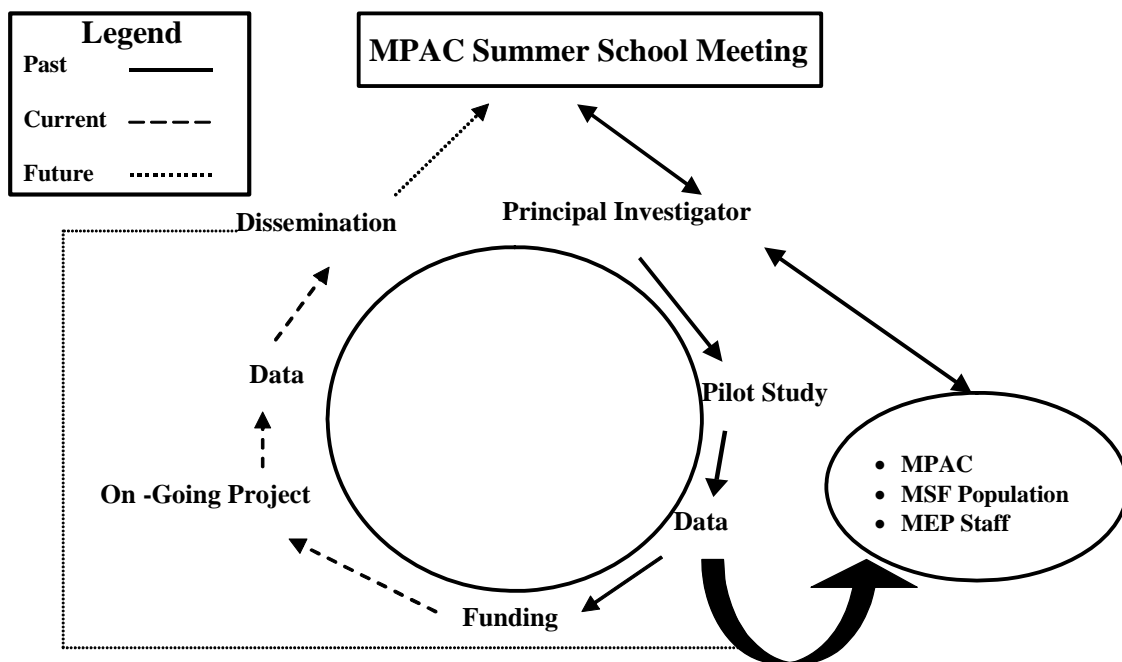 Legend
Past
Current
Future
MPAC Summer School Meeting
Dissemination
Principal Investigator
Data
Pilot Study
On -Going Project
Data
Funding
• MPAC
• MSF Population
• MEP Staff